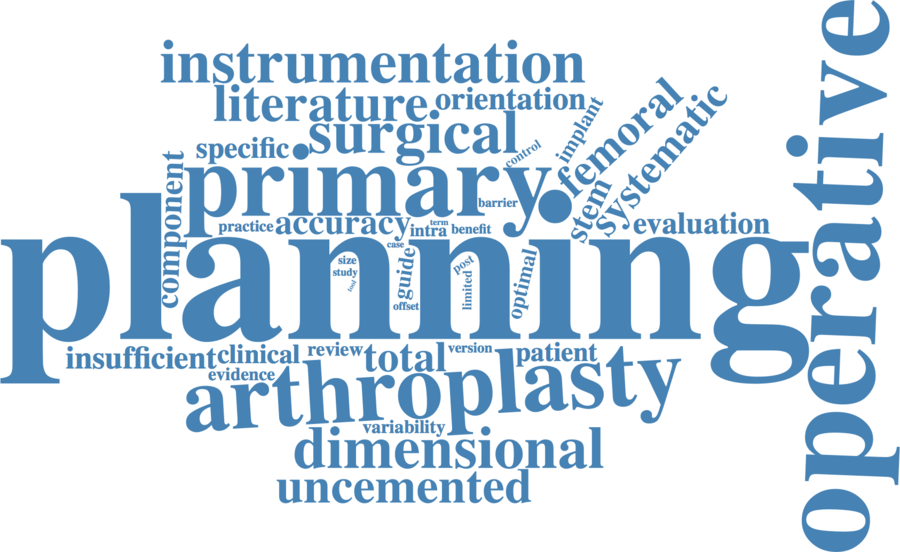 instrumentation
literature
orientation
surgical
specific
control
implant
femoral
systematic
stem
primary
component
barrier
practice
accuracy
intra
term
benefit
evaluation
operative
planning
case
size
study
tool
guide
offset
post
limited
optimal
insufficient
clinical
review
total
version
patient
evidence
arthroplasty
variability
dimensional
uncemented